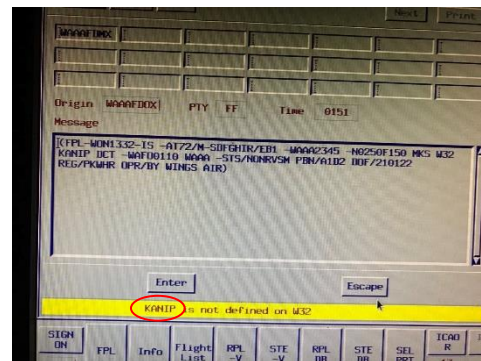 Next Print
WAAAFDMX
Origin WAAAFDOX PTY FF Time 0151
Message
(FPL-WON1332-IS -AT72/M-SDFGHIR/EB1 -WAAA2345 -N0250F150 MKS W32
KANIP DCT -WAFD0110 WAAA -STS/NONRVSM PBN/A1D2 DOF/210122
REG/PKWHR OPR/BY WINGS AIR)
Enter Escape
KANIP is not defined on W32
SIGN ON FPL Info Flight List RPL -V STE -V RPL DB STE DB SEL PRT ICAO R